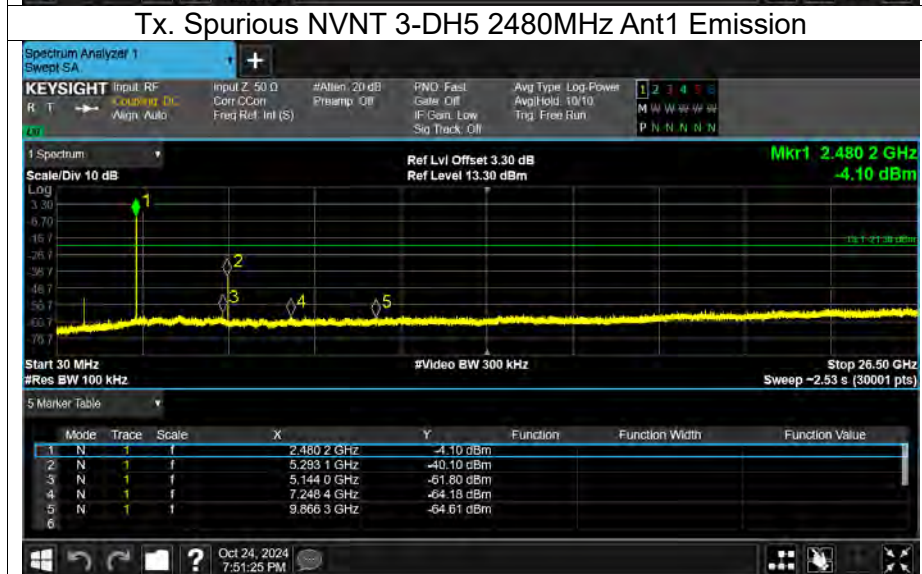 Tx. Spurious NVNT 3-DH5 2480MHz Ant1 Emission
Spectrum Analyzer 1
Swept SA
+
KEYSIGHT Input: RF Input Z: 50 Ω #Atten: 20 dB PNO: Fast Avg Type: Log-Power 1 2 3 4 5 6
R T Coupling: DC Corr CCorr Preamp: Off Gate: Off Avg|Hold: 10/10 M W W W W W
Align: Auto Freq Ref: Int (S) IF Gain: Low Trig: Free Run
Sig Track: Off P N N N N N
1 Spectrum
Scale/Div 10 dB
Ref Lvl Offset 3.30 dB
Ref Level 13.30 dBm
Mkr1 2.480 2 GHz
-4.10 dBm
Log
3.30
-6.70
-16.7
-26.7
-36.7
-46.7
-56.7
-66.7
-76.7
1
2
3
4
5
Start 30 MHz #Video BW 300 kHz Stop 26.50 GHz
#Res BW 100 kHz Sweep ~2.53 s (30001 pts)
5 Marker Table
Mode Trace Scale X Y Function Function Width Function Value
1 N 1 f 2.480 2 GHz -4.10 dBm
2 N 1 f 5.293 1 GHz -40.10 dBm
3 N 1 f 5.144 0 GHz -61.80 dBm
4 N 1 f 7.248 4 GHz -64.18 dBm
5 N 1 f 9.866 3 GHz -64.61 dBm
6
? Oct 24, 2024
7:51:25 PM